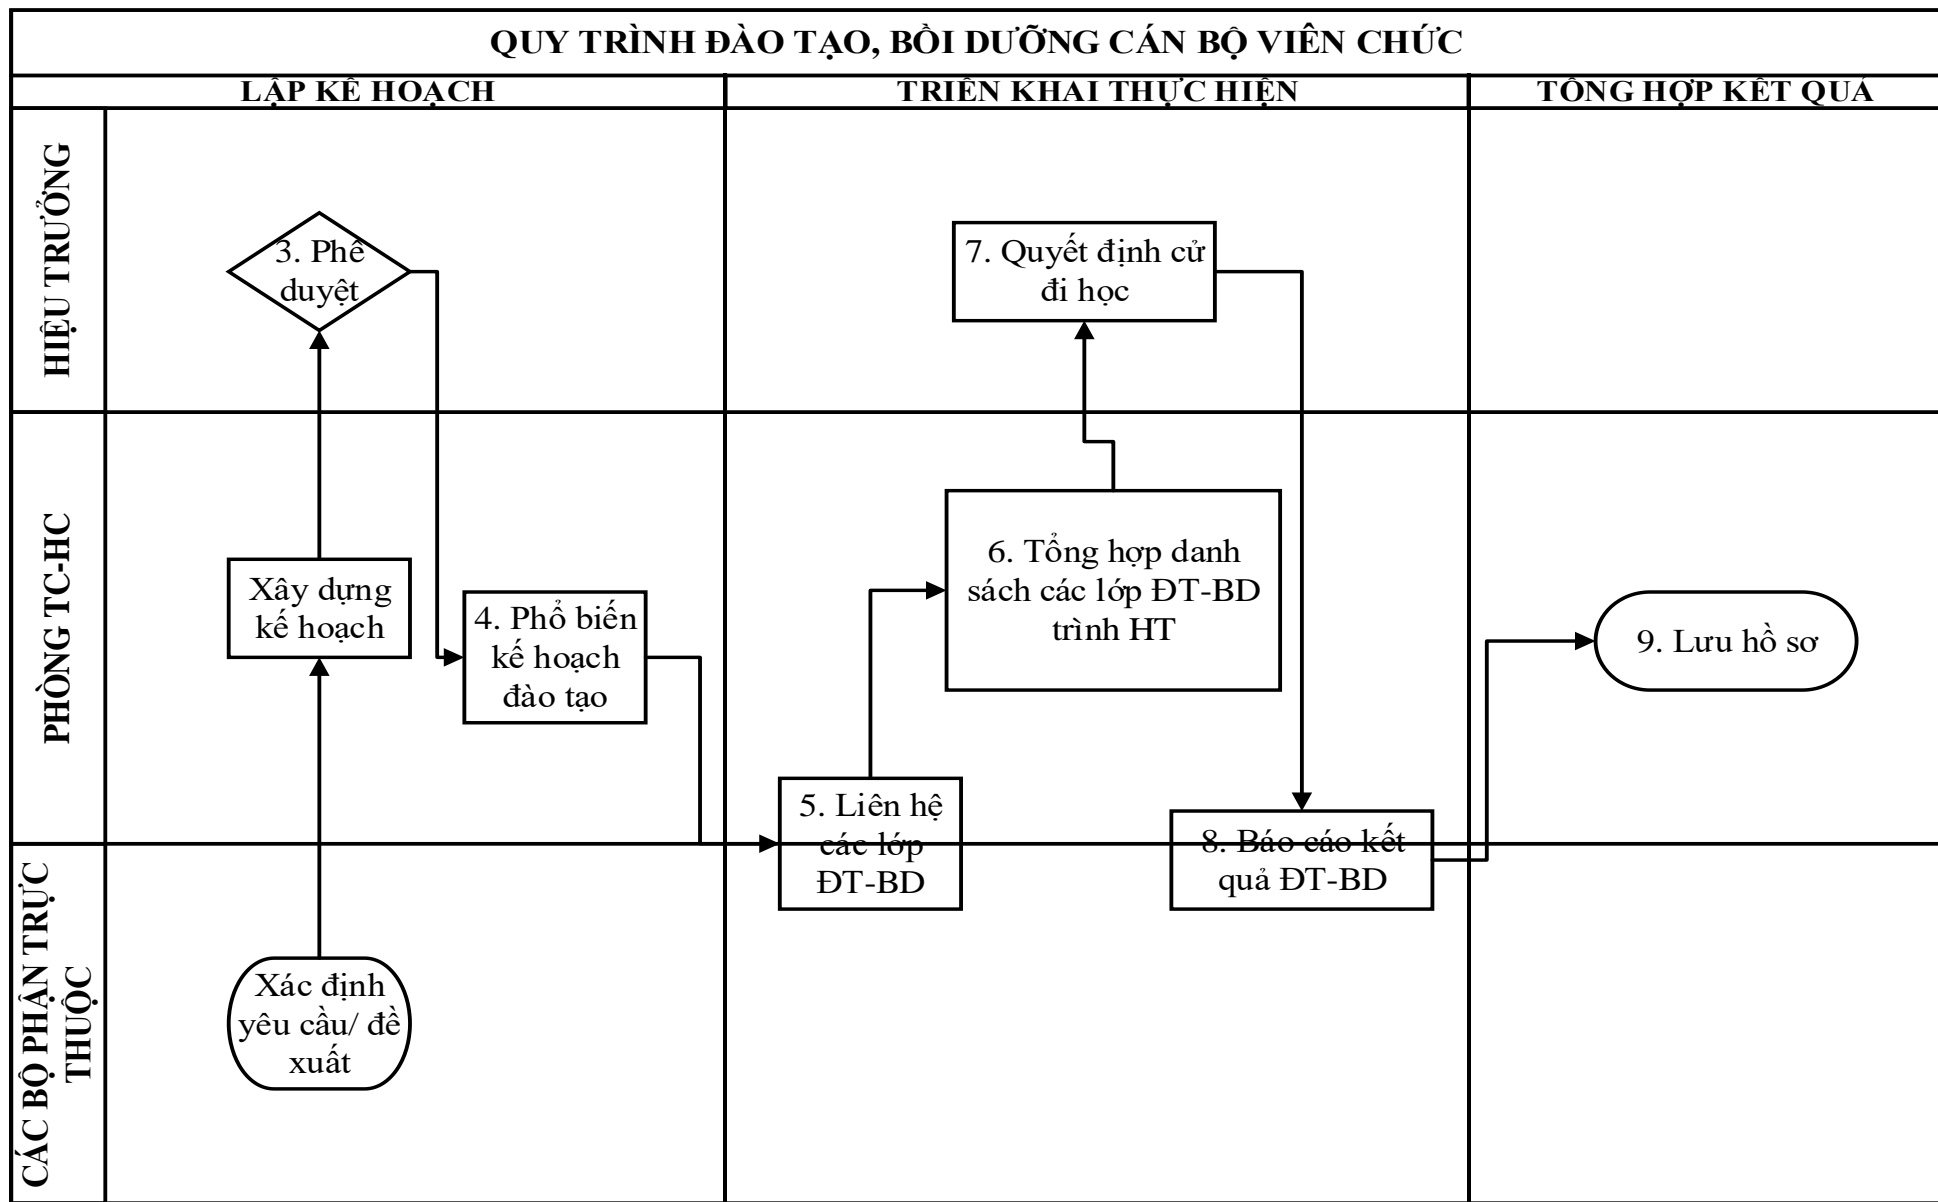 QUY TRÌNH ĐÀO TẠO, BỒI DƯỠNG CÁN BỘ VIÊN CHỨC
LẬP KẾ HOẠCH
TRIỂN KHAI THỰC HIỆN
TỔNG HỢP KẾT QUẢ
HIỆU TRƯỞNG
3. Phê
duyệt
7. Quyết định cử
đi học
PHÒNG TC-HC
Xây dựng
kế hoạch
4. Phổ biến
kế hoạch
đào tạo
6. Tổng hợp danh
sách các lớp ĐT-BD
trình HT
9. Lưu hồ sơ
5. Liên hệ
các lớp
ĐT-BD
8. Báo cáo kết
quả ĐT-BD
CÁC BỘ PHẬN TRỰC
THUỘC
Xác định
yêu cầu/ đề
xuất